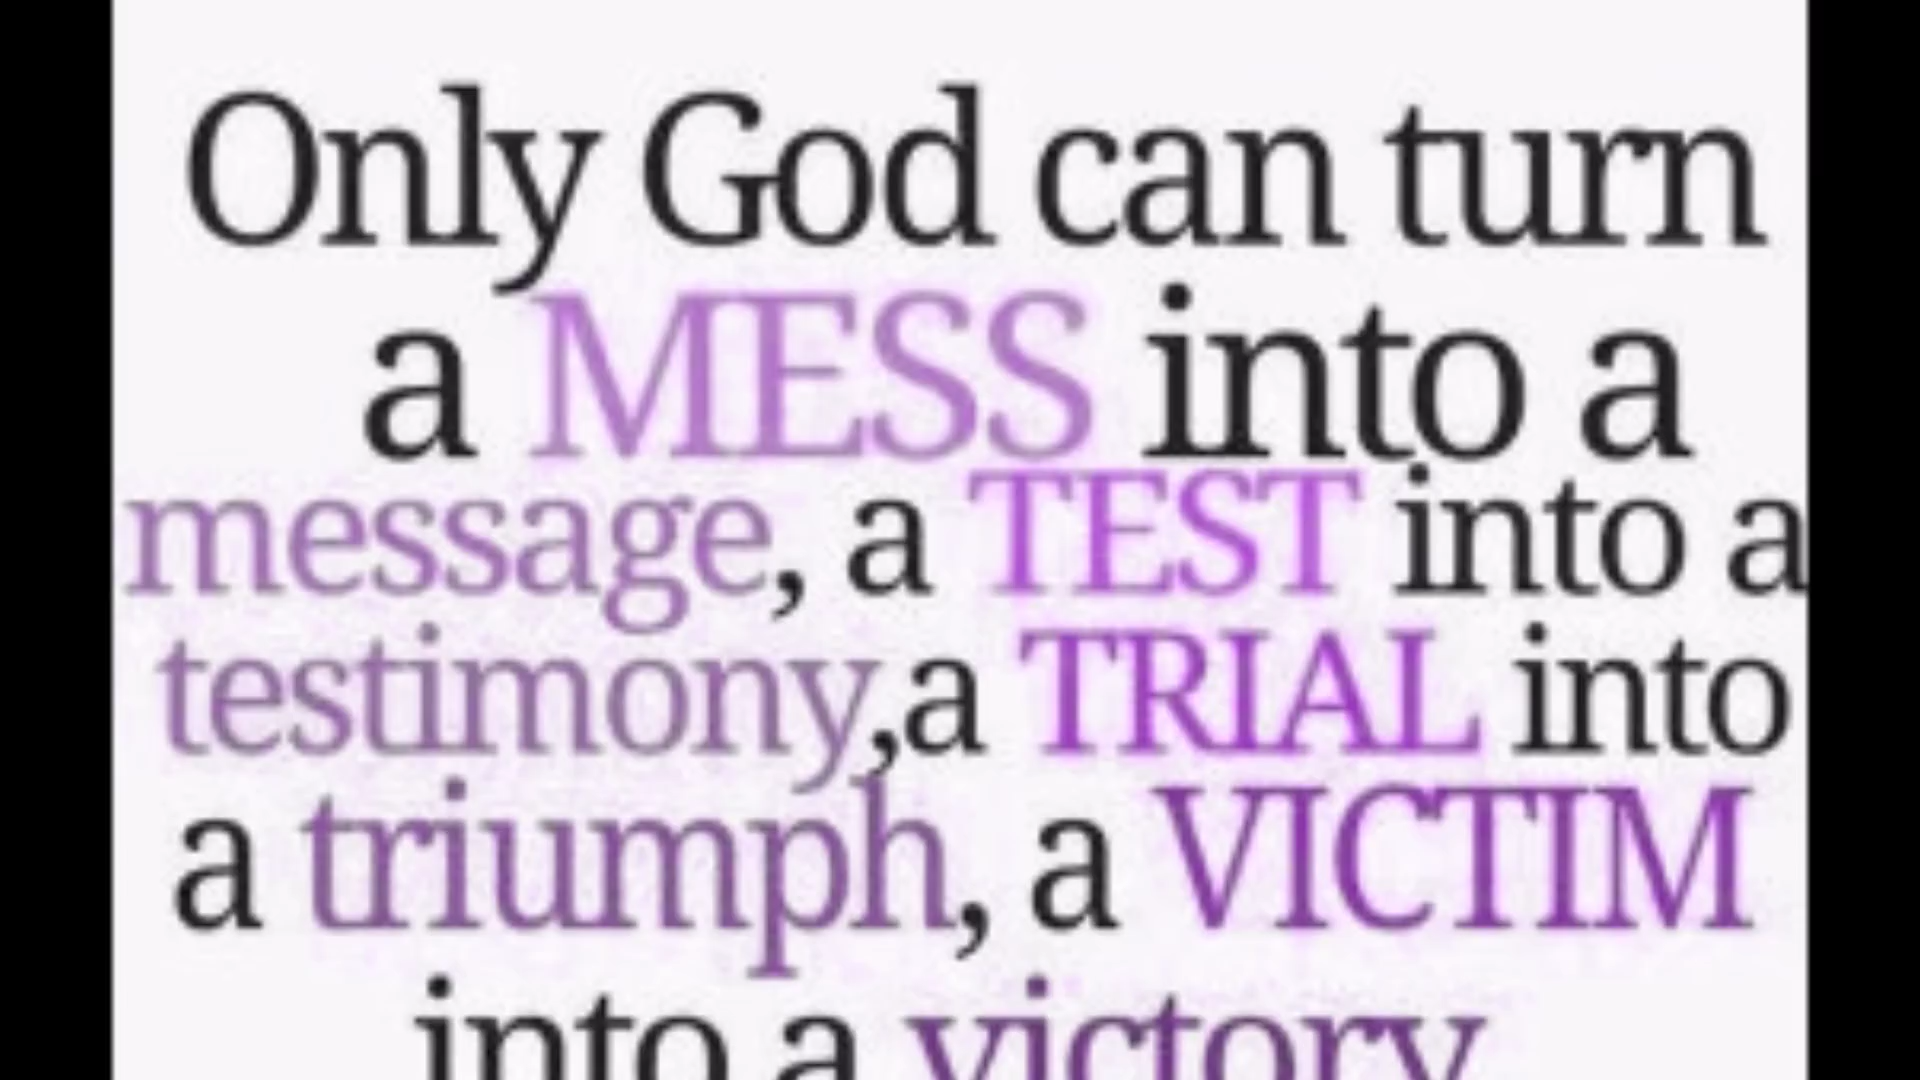 Only God can turn
a MESS into a
message, a TEST into a
testimony,a TRIAL into
a triumph, a VICTIM
into a victory